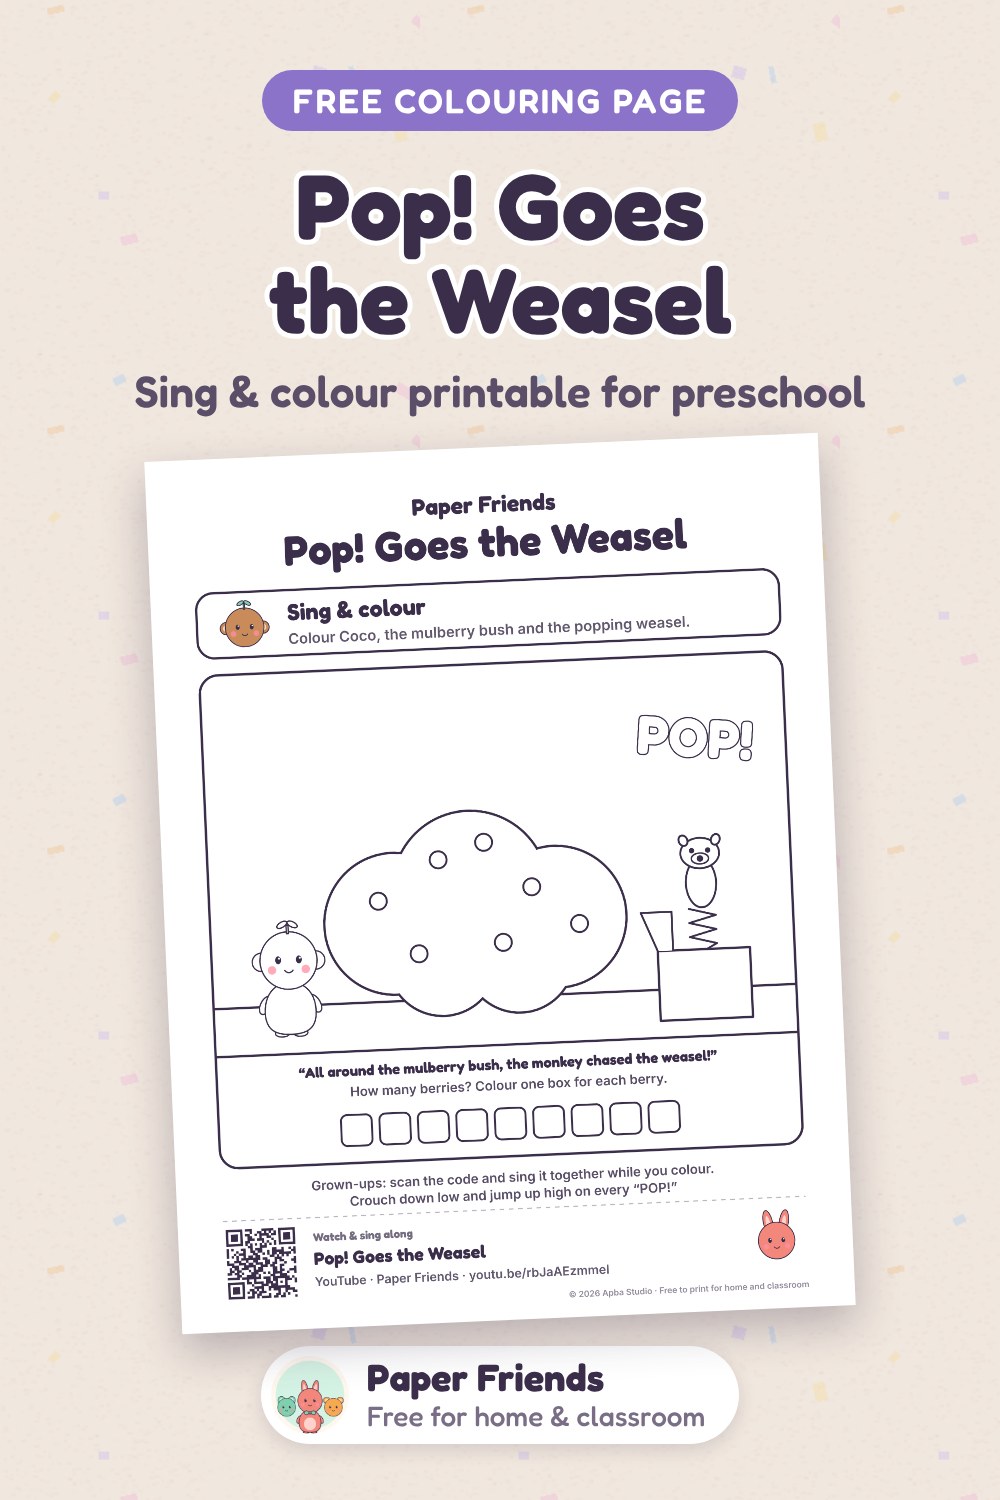 FREE COLOURING PAGE
Pop! Goes
the Weasel
Sing & colour printable for preschool
Paper Friends
Pop! Goes the Weasel
Sing & colour
Colour Coco, the mulberry bush and the popping weasel.
POP!
“All around the mulberry bush, the monkey chased the weasel!”
How many berries? Colour one box for each berry.
Grown-ups: scan the code and sing it together while you colour.
Crouch down low and jump up high on every “POP!”
Watch & sing along
Pop! Goes the Weasel
YouTube · Paper Friends · youtu.be/rbJaAEzmmeI
© 2026 Apba Studio · Free to print for home and classroom
Paper Friends
Free for home & classroom